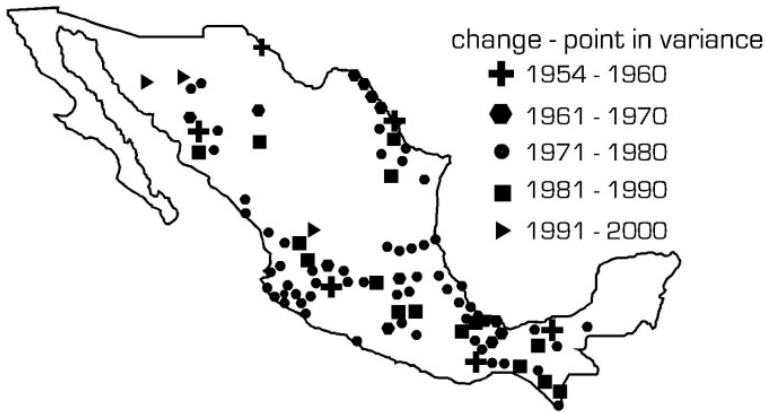 change - point in variance
1954 - 1960
1961 - 1970
1971 - 1980
1981 - 1990
1991 - 2000